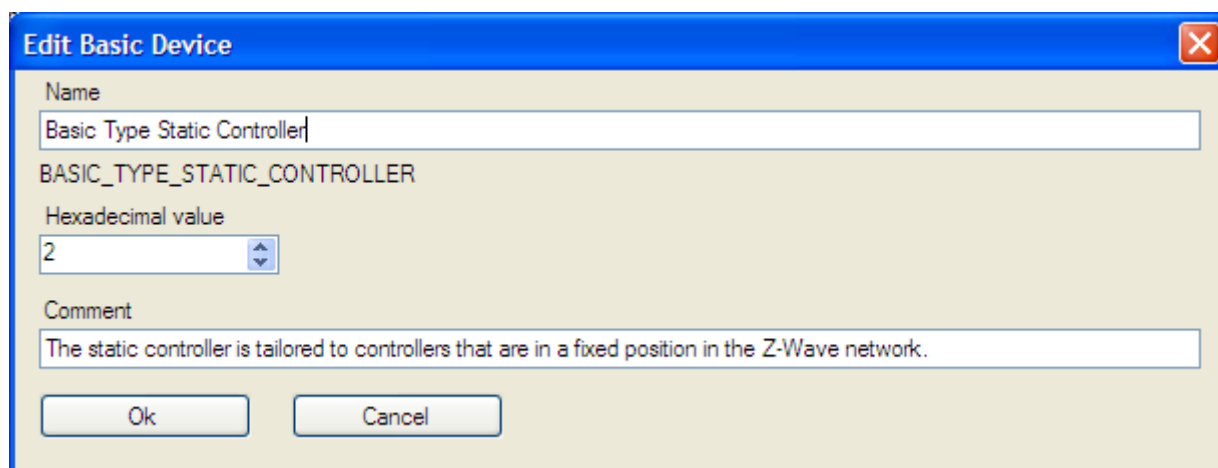 Edit Basic Device
Name
Basic Type Static Controller
BASIC_TYPE_STATIC_CONTROLLER
Hexadecimal value
2
Comment
The static controller is tailored to controllers that are in a fixed position in the Z-Wave network.
Ok Cancel